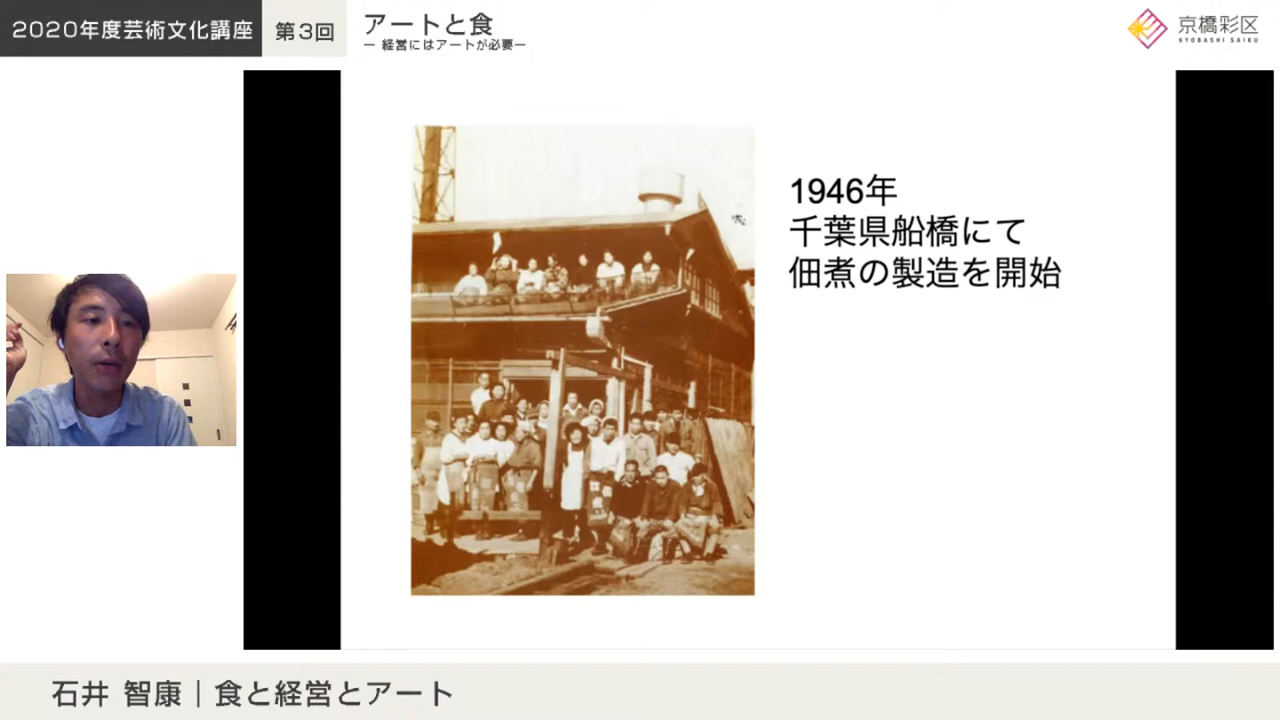 2020年度芸術文化講座
第3回
アートと食
ー 経営にはアートが必要ー
京橋彩区
KYOBASHI SAIKU
1946年
千葉県船橋にて
佃煮の製造を開始
石井 智康｜食と経営とアート